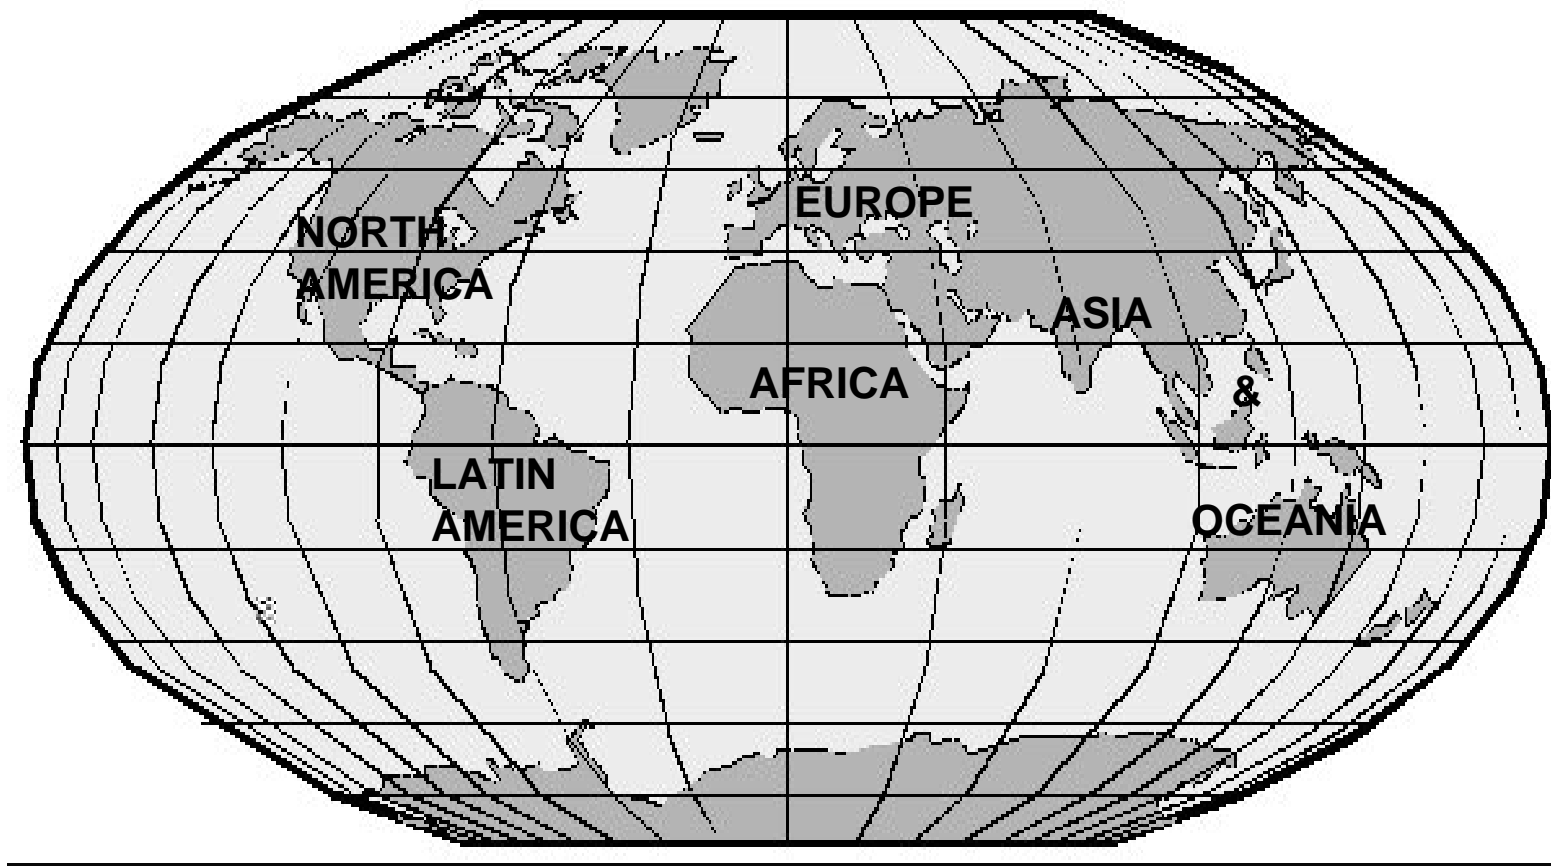 EUROPE
NORTH
AMERICA
ASIA
AFRICA
&
LATIN
AMERICA
OCEANIA